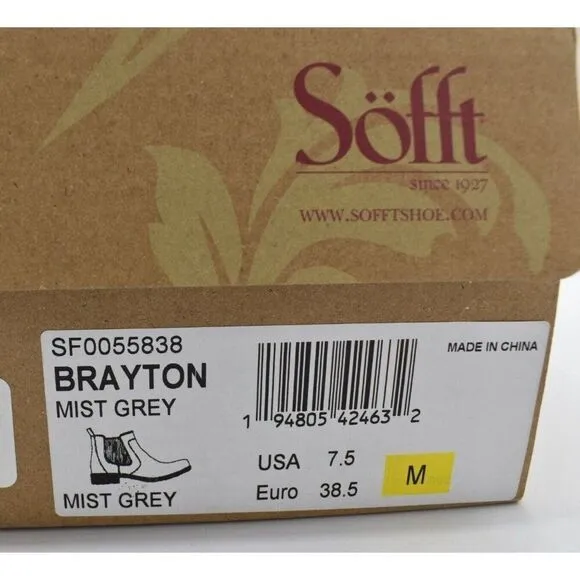 Söfft
since 1927
WWW.SOFFTSHOE.COM
SF0055838
BRAYTON
MIST GREY
MADE IN CHINA
1 94805 42463 2
USA 7.5
Euro 38.5
M
MIST GREY